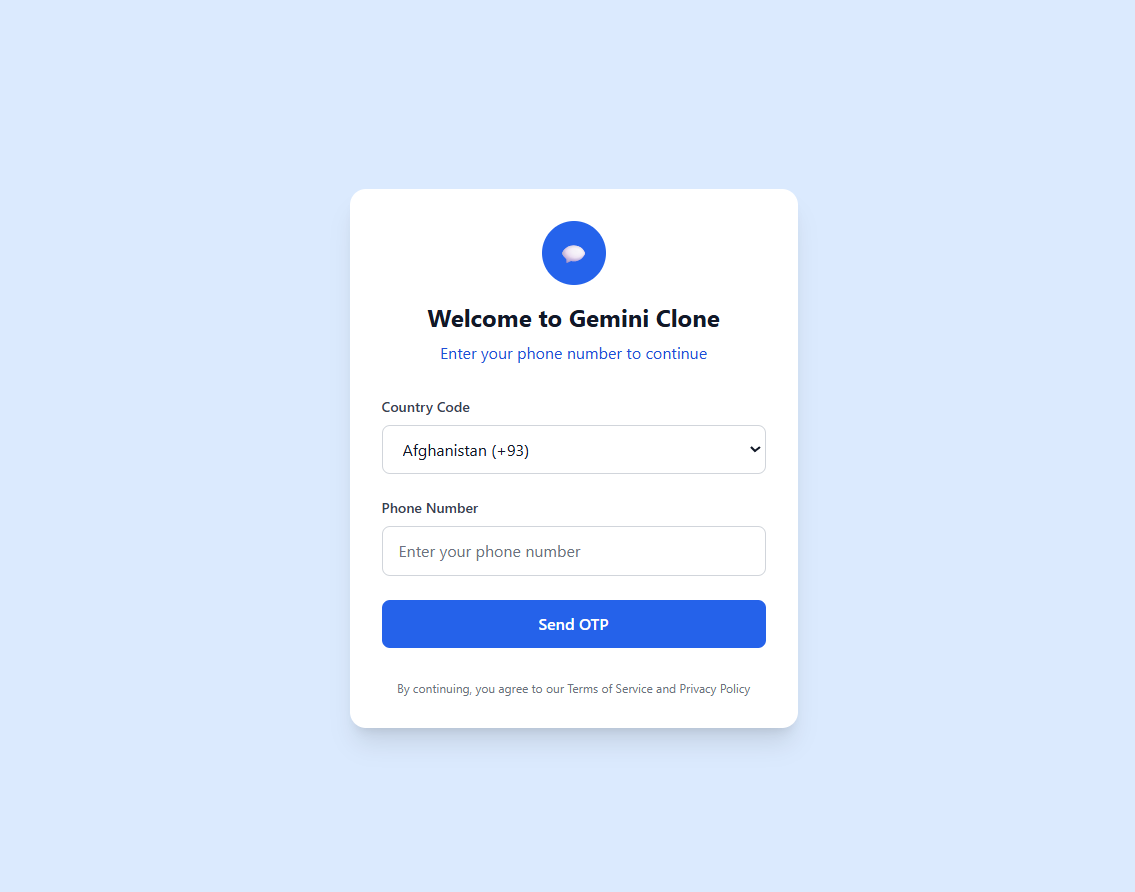 Welcome to Gemini Clone
Enter your phone number to continue
Country Code
Afghanistan (+93)
Phone Number
Enter your phone number
Send OTP
By continuing, you agree to our Terms of Service and Privacy Policy